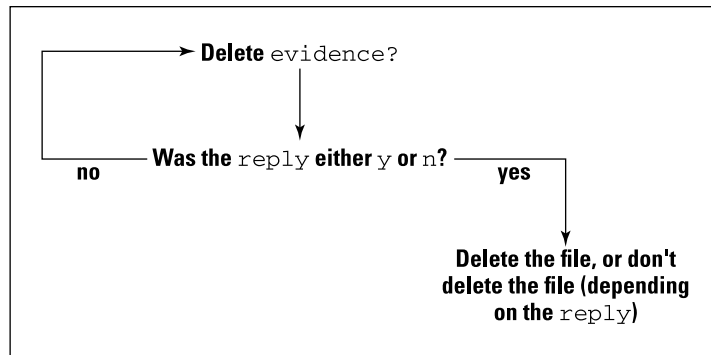 Delete evidence?
Was the reply either y or n?
no
yes
Delete the file, or don't
delete the file (depending
on the reply)